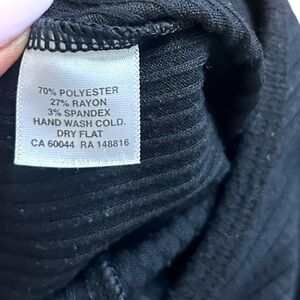 70% POLYESTER
27% RAYON
3% SPANDEX
HAND WASH COLD.
DRY FLAT
CA 60044 RA 148816